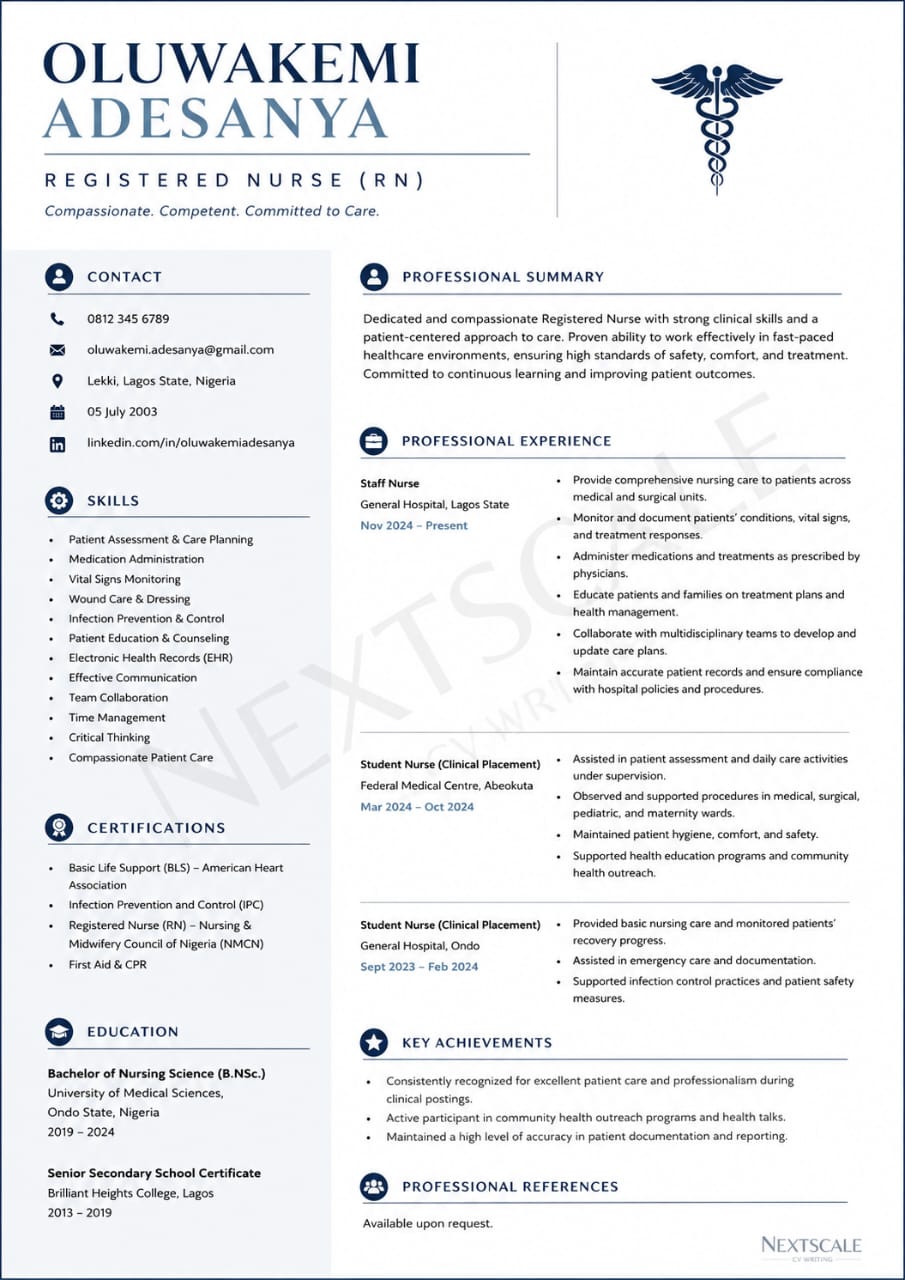 OLUWAKEMI
ADESANYA
REGISTERED NURSE (RN)
Compassionate. Competent. Committed to Care.
CONTACT
0812 345 6789
oluwakemi.adesanya@gmail.com
Lekki, Lagos State, Nigeria
05 July 2003
linkedin.com/in/oluwakemiadesanya
SKILLS
• Patient Assessment & Care Planning
• Medication Administration
• Vital Signs Monitoring
• Wound Care & Dressing
• Infection Prevention & Control
• Patient Education & Counseling
• Electronic Health Records (EHR)
• Effective Communication
• Team Collaboration
• Time Management
• Critical Thinking
• Compassionate Patient Care
CERTIFICATIONS
• Basic Life Support (BLS) – American Heart
Association
• Infection Prevention and Control (IPC)
• Registered Nurse (RN) – Nursing &
Midwifery Council of Nigeria (NMCN)
• First Aid & CPR
EDUCATION
Bachelor of Nursing Science (B.NSc.)
University of Medical Sciences,
Ondo State, Nigeria
2019 – 2024
Senior Secondary School Certificate
Brilliant Heights College, Lagos
2013 – 2019
PROFESSIONAL SUMMARY
Dedicated and compassionate Registered Nurse with strong clinical skills and a
patient-centered approach to care. Proven ability to work effectively in fast-paced
healthcare environments, ensuring high standards of safety, comfort, and treatment.
Committed to continuous learning and improving patient outcomes.
PROFESSIONAL EXPERIENCE
Staff Nurse
General Hospital, Lagos State
Nov 2024 – Present
• Provide comprehensive nursing care to patients across
medical and surgical units.
• Monitor and document patients' conditions, vital signs,
and treatment responses.
• Administer medications and treatments as prescribed by
physicians.
• Educate patients and families on treatment plans and
health management.
• Collaborate with multidisciplinary teams to develop and
update care plans.
• Maintain accurate patient records and ensure compliance
with hospital policies and procedures.
Student Nurse (Clinical Placement)
Federal Medical Centre, Abeokuta
Mar 2024 – Oct 2024
• Assisted in patient assessment and daily care activities
under supervision.
• Observed and supported procedures in medical, surgical,
pediatric, and maternity wards.
• Maintained patient hygiene, comfort, and safety.
• Supported health education programs and community
health outreach.
Student Nurse (Clinical Placement)
General Hospital, Ondo
Sept 2023 – Feb 2024
• Provided basic nursing care and monitored patients'
recovery progress.
• Assisted in emergency care and documentation.
• Supported infection control practices and patient safety
measures.
KEY ACHIEVEMENTS
• Consistently recognized for excellent patient care and professionalism during
clinical postings.
• Active participant in community health outreach programs and health talks.
• Maintained a high level of accuracy in patient documentation and reporting.
PROFESSIONAL REFERENCES
Available upon request.
NEXTSCALE
CV WRITING
NEXTSCALE
CV WRITING